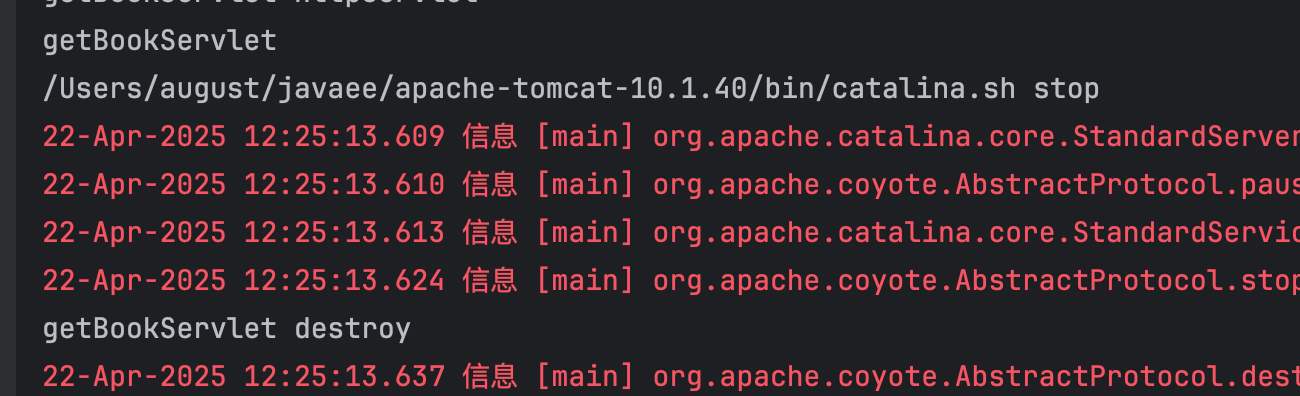 getBookServlet httpservlet
getBookServlet
/Users/august/javaee/apache-tomcat-10.1.40/bin/catalina.sh stop
22-Apr-2025 12:25:13.609 信息 [main] org.apache.catalina.core.StandardServer
22-Apr-2025 12:25:13.610 信息 [main] org.apache.coyote.AbstractProtocol.paus
22-Apr-2025 12:25:13.613 信息 [main] org.apache.catalina.core.StandardServic
22-Apr-2025 12:25:13.624 信息 [main] org.apache.coyote.AbstractProtocol.stop
getBookServlet destroy
22-Apr-2025 12:25:13.637 信息 [main] org.apache.coyote.AbstractProtocol.dest